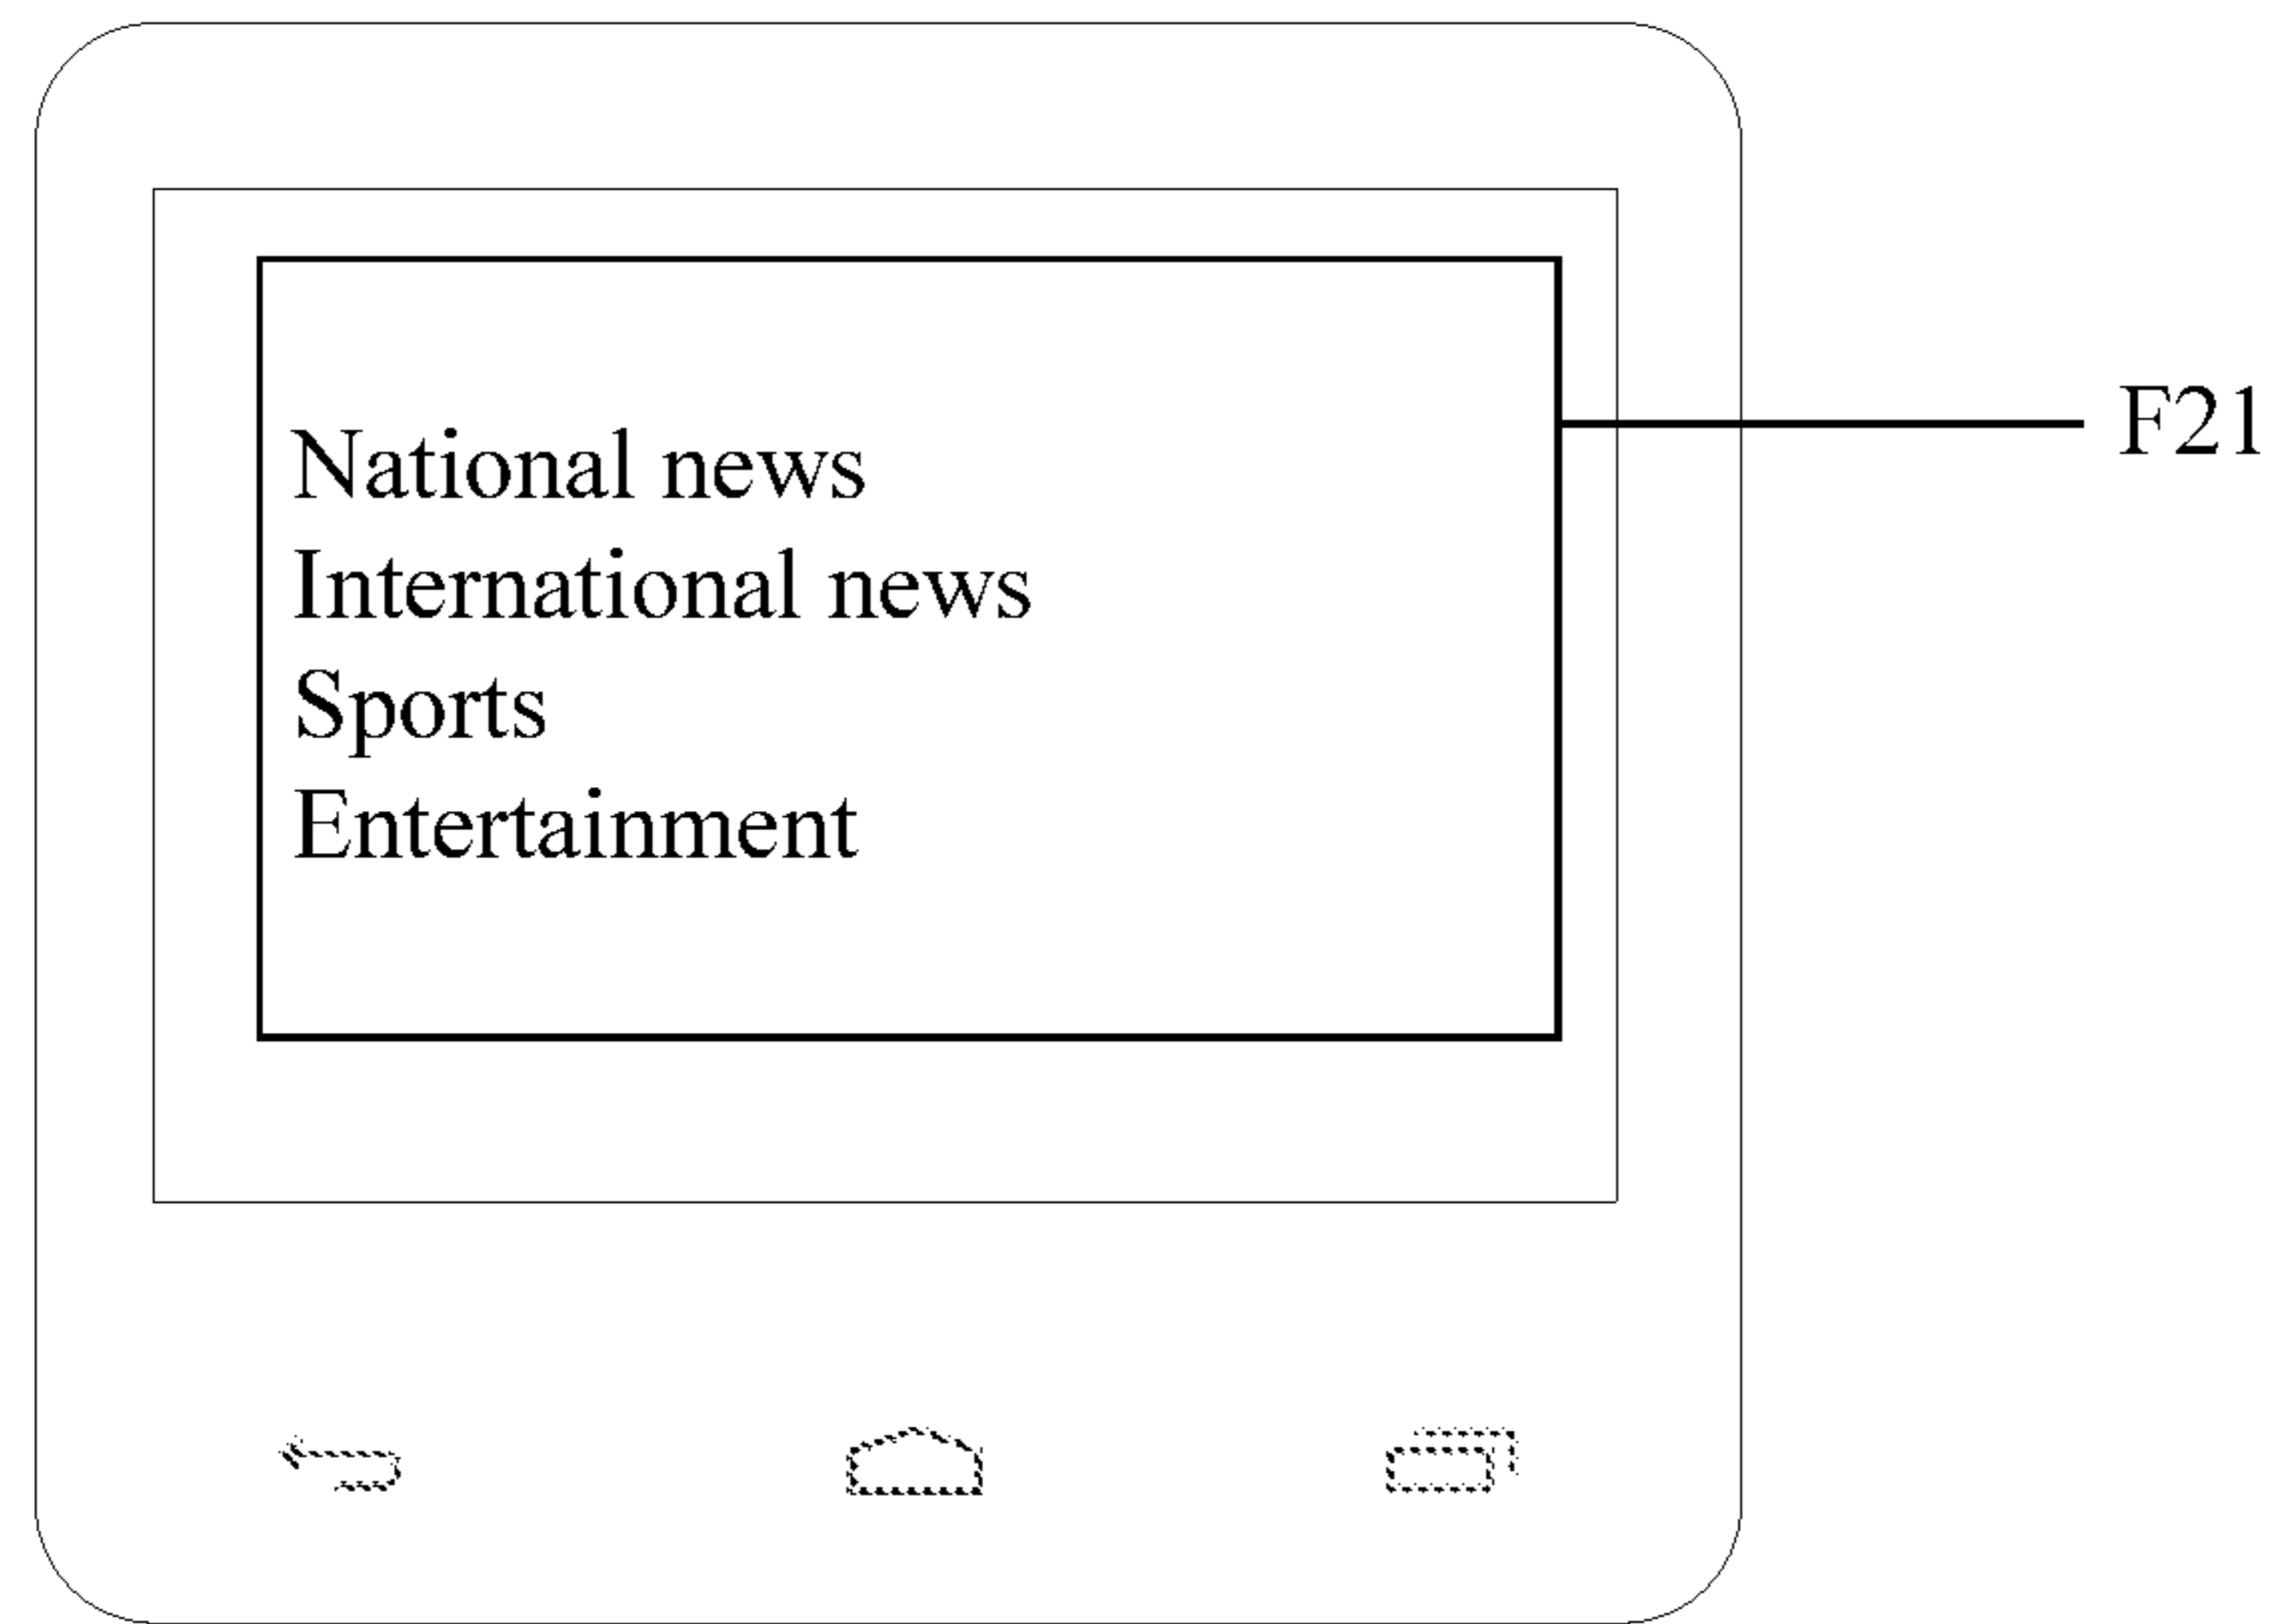 National news
International news
Sports
Entertainment
F21